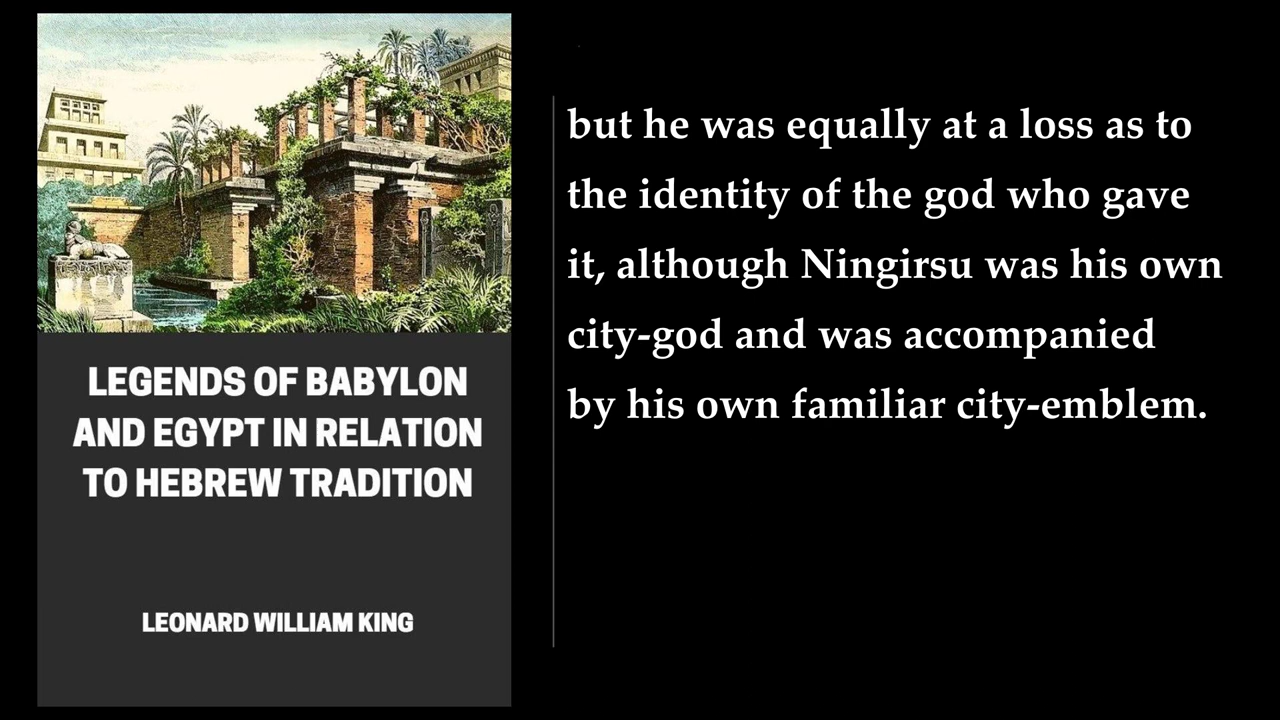 LEGENDS OF BABYLON
AND EGYPT IN RELATION
TO HEBREW TRADITION
LEONARD WILLIAM KING
but he was equally at a loss as to
the identity of the god who gave
it, although Ningirsu was his own
city-god and was accompanied
by his own familiar city-emblem.